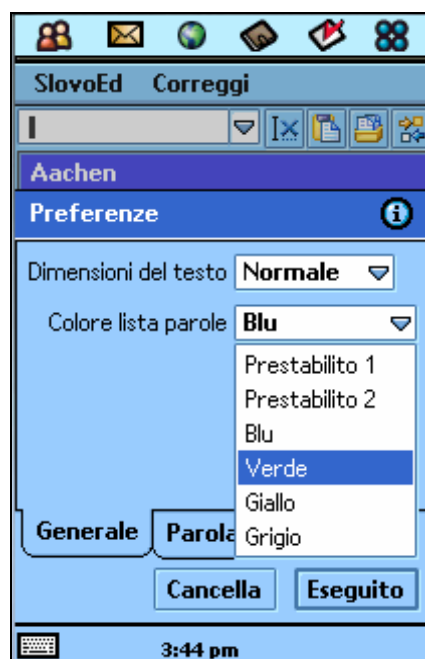 SlovoEd Correggi
Aachen
Preferenze
Dimensioni del testo Normale
Colore lista parole Blu
Prestabilito 1
Prestabilito 2
Blu
Verde
Giallo
Grigio
Generale Parola
Cancella Eseguito
3:44 pm